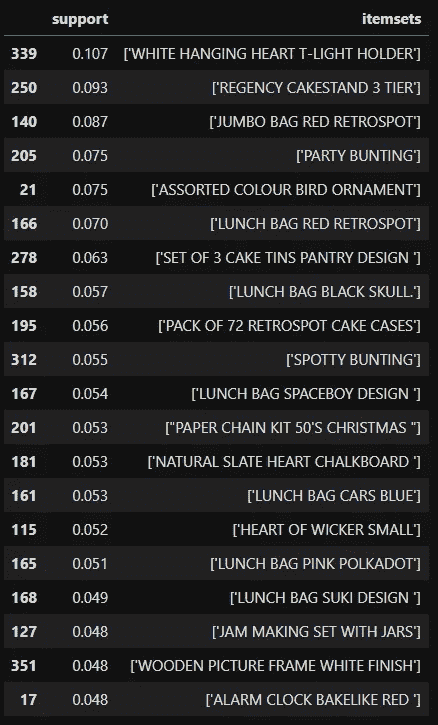 support itemsets
339 0.107 ['WHITE HANGING HEART T-LIGHT HOLDER']
250 0.093 ['REGENCY CAKESTAND 3 TIER']
140 0.087 ['JUMBO BAG RED RETROSPOT']
205 0.075 ['PARTY BUNTING']
21 0.075 ['ASSORTED COLOUR BIRD ORNAMENT']
166 0.070 ['LUNCH BAG RED RETROSPOT']
278 0.063 ['SET OF 3 CAKE TINS PANTRY DESIGN ']
158 0.057 ['LUNCH BAG BLACK SKULL.']
195 0.056 ['PACK OF 72 RETROSPOT CAKE CASES']
312 0.055 ['SPOTTY BUNTING']
167 0.054 ['LUNCH BAG SPACEBOY DESIGN ']
201 0.053 ["PAPER CHAIN KIT 50'S CHRISTMAS "]
181 0.053 ['NATURAL SLATE HEART CHALKBOARD ']
161 0.053 ['LUNCH BAG CARS BLUE']
115 0.052 ['HEART OF WICKER SMALL']
165 0.051 ['LUNCH BAG PINK POLKADOT']
168 0.049 ['LUNCH BAG SUKI DESIGN ']
127 0.048 ['JAM MAKING SET WITH JARS']
351 0.048 ['WOODEN PICTURE FRAME WHITE FINISH']
17 0.048 ['ALARM CLOCK BAKELIKE RED ']